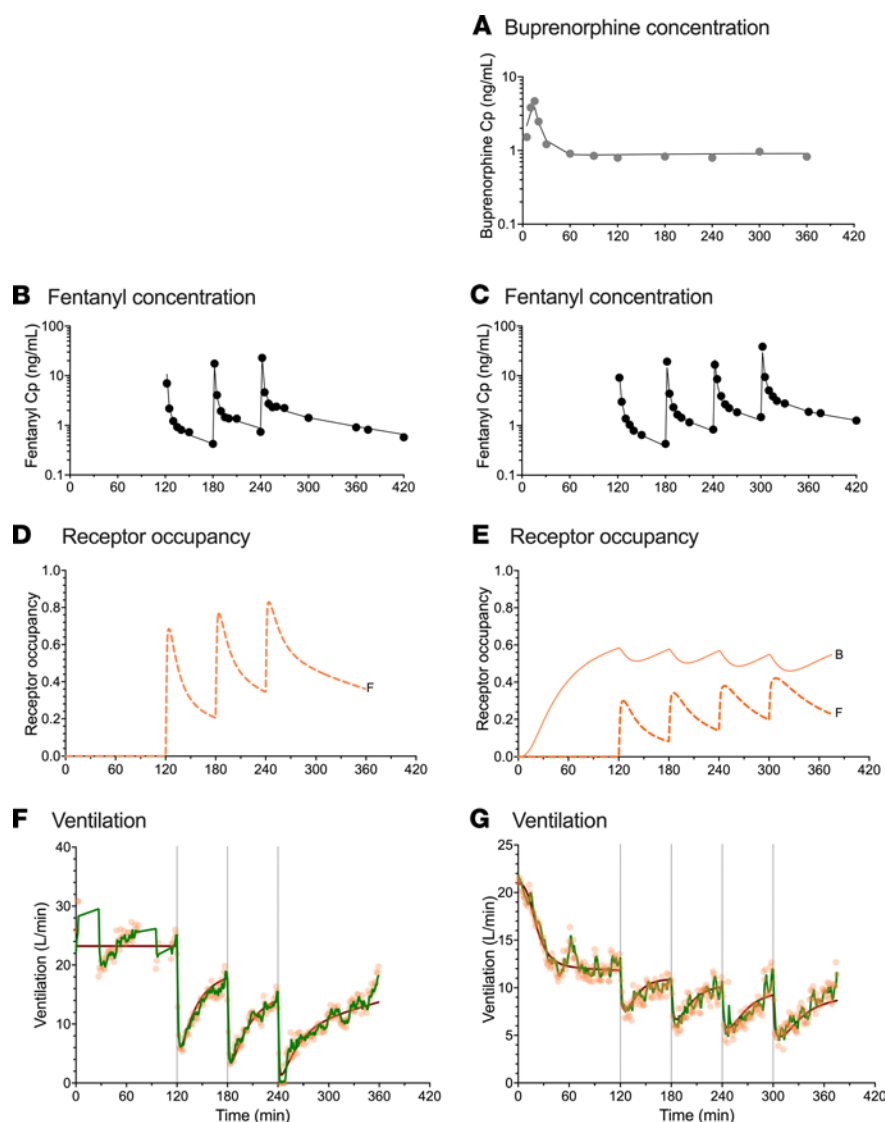 A Buprenorphine concentration
Buprenorphine Cp (ng/mL)
10
1
0.1
0 60 120 180 240 300 360 420
B Fentanyl concentration
Fentanyl Cp (ng/mL)
100
10
1
0.1
0 60 120 180 240 300 360 420
C Fentanyl concentration
Fentanyl Cp (ng/mL)
100
10
1
0.1
0 60 120 180 240 300 360 420
D Receptor occupancy
Receptor occupancy
1.0
0.8
0.6
0.4
0.2
0.0
F
0 60 120 180 240 300 360 420
E Receptor occupancy
Receptor occupancy
1.0
0.8
0.6
0.4
0.2
0.0
B
F
0 60 120 180 240 300 360 420
F Ventilation
Ventilation (L/min)
40
30
20
10
0
0 60 120 180 240 300 360 420
Time (min)
G Ventilation
Ventilation (L/min)
25
20
15
10
5
0
0 60 120 180 240 300 360 420
Time (min)